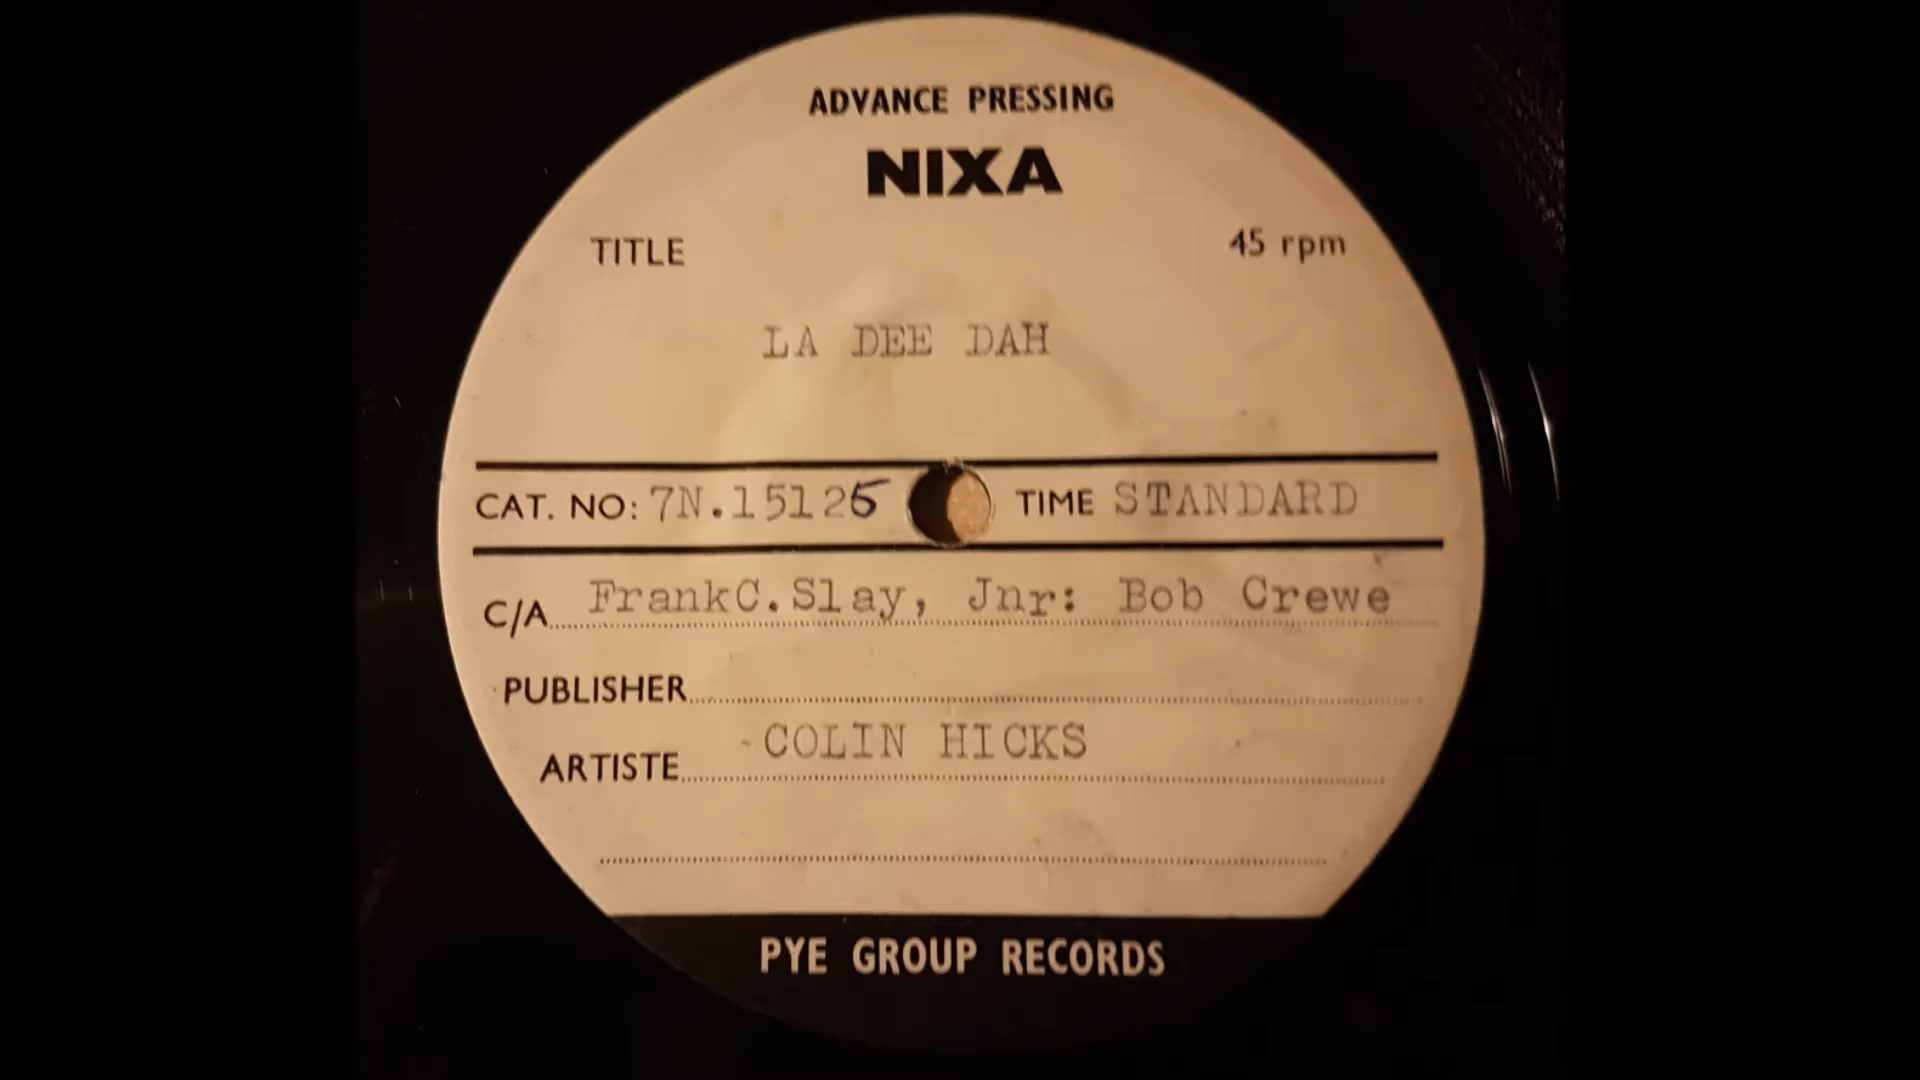 ADVANCE PRESSING
NIXA
TITLE 45 rpm
LA DEE DAH
CAT. NO: 7N.15125 TIME STANDARD
C/A FrankC.Slay, Jnr: Bob Crewe
PUBLISHER
ARTISTE COLIN HICKS
PYE GROUP RECORDS